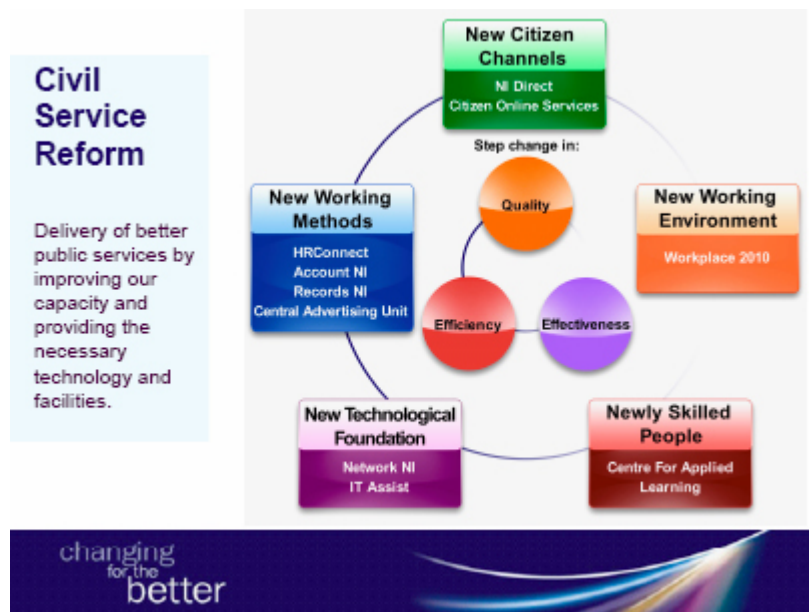 Civil
Service
Reform
Delivery of better
public services by
improving our
capacity and
providing the
necessary
technology and
facilities.
New Citizen
Channels
NI Direct
Citizen Online Services
Step change in:
Quality
Efficiency
Effectiveness
New Working
Methods
HRConnect
Account NI
Records NI
Central Advertising Unit
New Working
Environment
Workplace 2010
New Technological
Foundation
Network NI
IT Assist
Newly Skilled
People
Centre For Applied
Learning
changing
for the
better